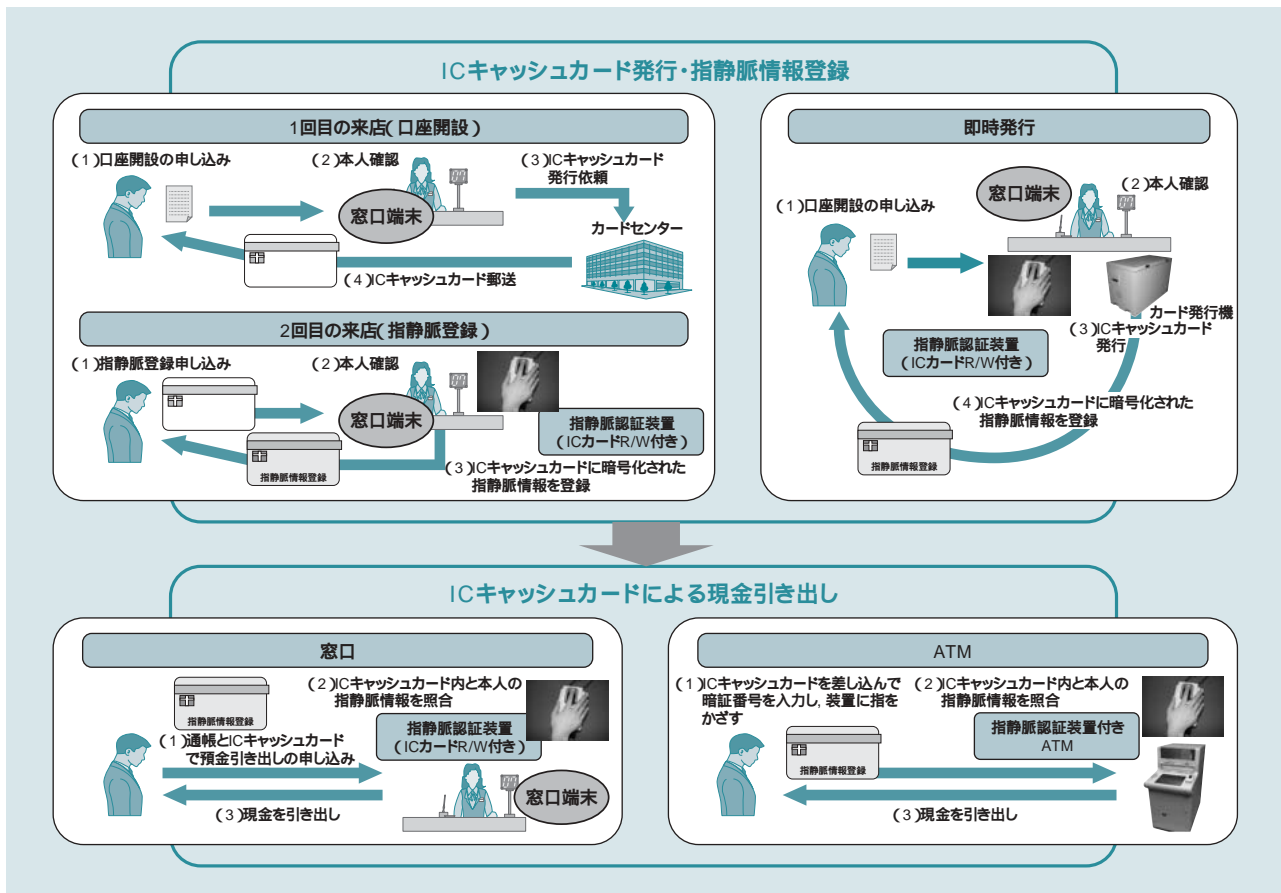 ICキャッシュカード発行・指静脈情報登録
1回目の来店(口座開設)
(1)口座開設の申し込み
(2)本人確認
(3)ICキャッシュカード
発行依頼
窓口端末
カードセンター
(4)ICキャッシュカード郵送
2回目の来店(指静脈登録)
(1)指静脈登録申し込み
(2)本人確認
窓口端末
指静脈認証装置
(ICカードR/W付き)
指静脈情報登録
(3)ICキャッシュカードに暗号化された
指静脈情報を登録
即時発行
(1)口座開設の申し込み
窓口端末
(2)本人確認
カード発行機
(3)ICキャッシュカード
発行
指静脈認証装置
(ICカードR/W付き)
(4)ICキャッシュカードに暗号化された
指静脈情報を登録
指静脈情報登録
ICキャッシュカードによる現金引き出し
窓口
指静脈情報登録
(1)通帳とICキャッシュカード
で預金引き出しの申し込み
(2)ICキャッシュカード内と本人の
指静脈情報を照合
指静脈認証装置
(ICカードR/W付き)
窓口端末
(3)現金を引き出し
ATM
(1)ICキャッシュカードを差し込んで
暗証番号を入力し,装置に指を
かざす
(2)ICキャッシュカード内と本人の
指静脈情報を照合
指静脈認証装置付き
ATM
指静脈情報登録
(3)現金を引き出し